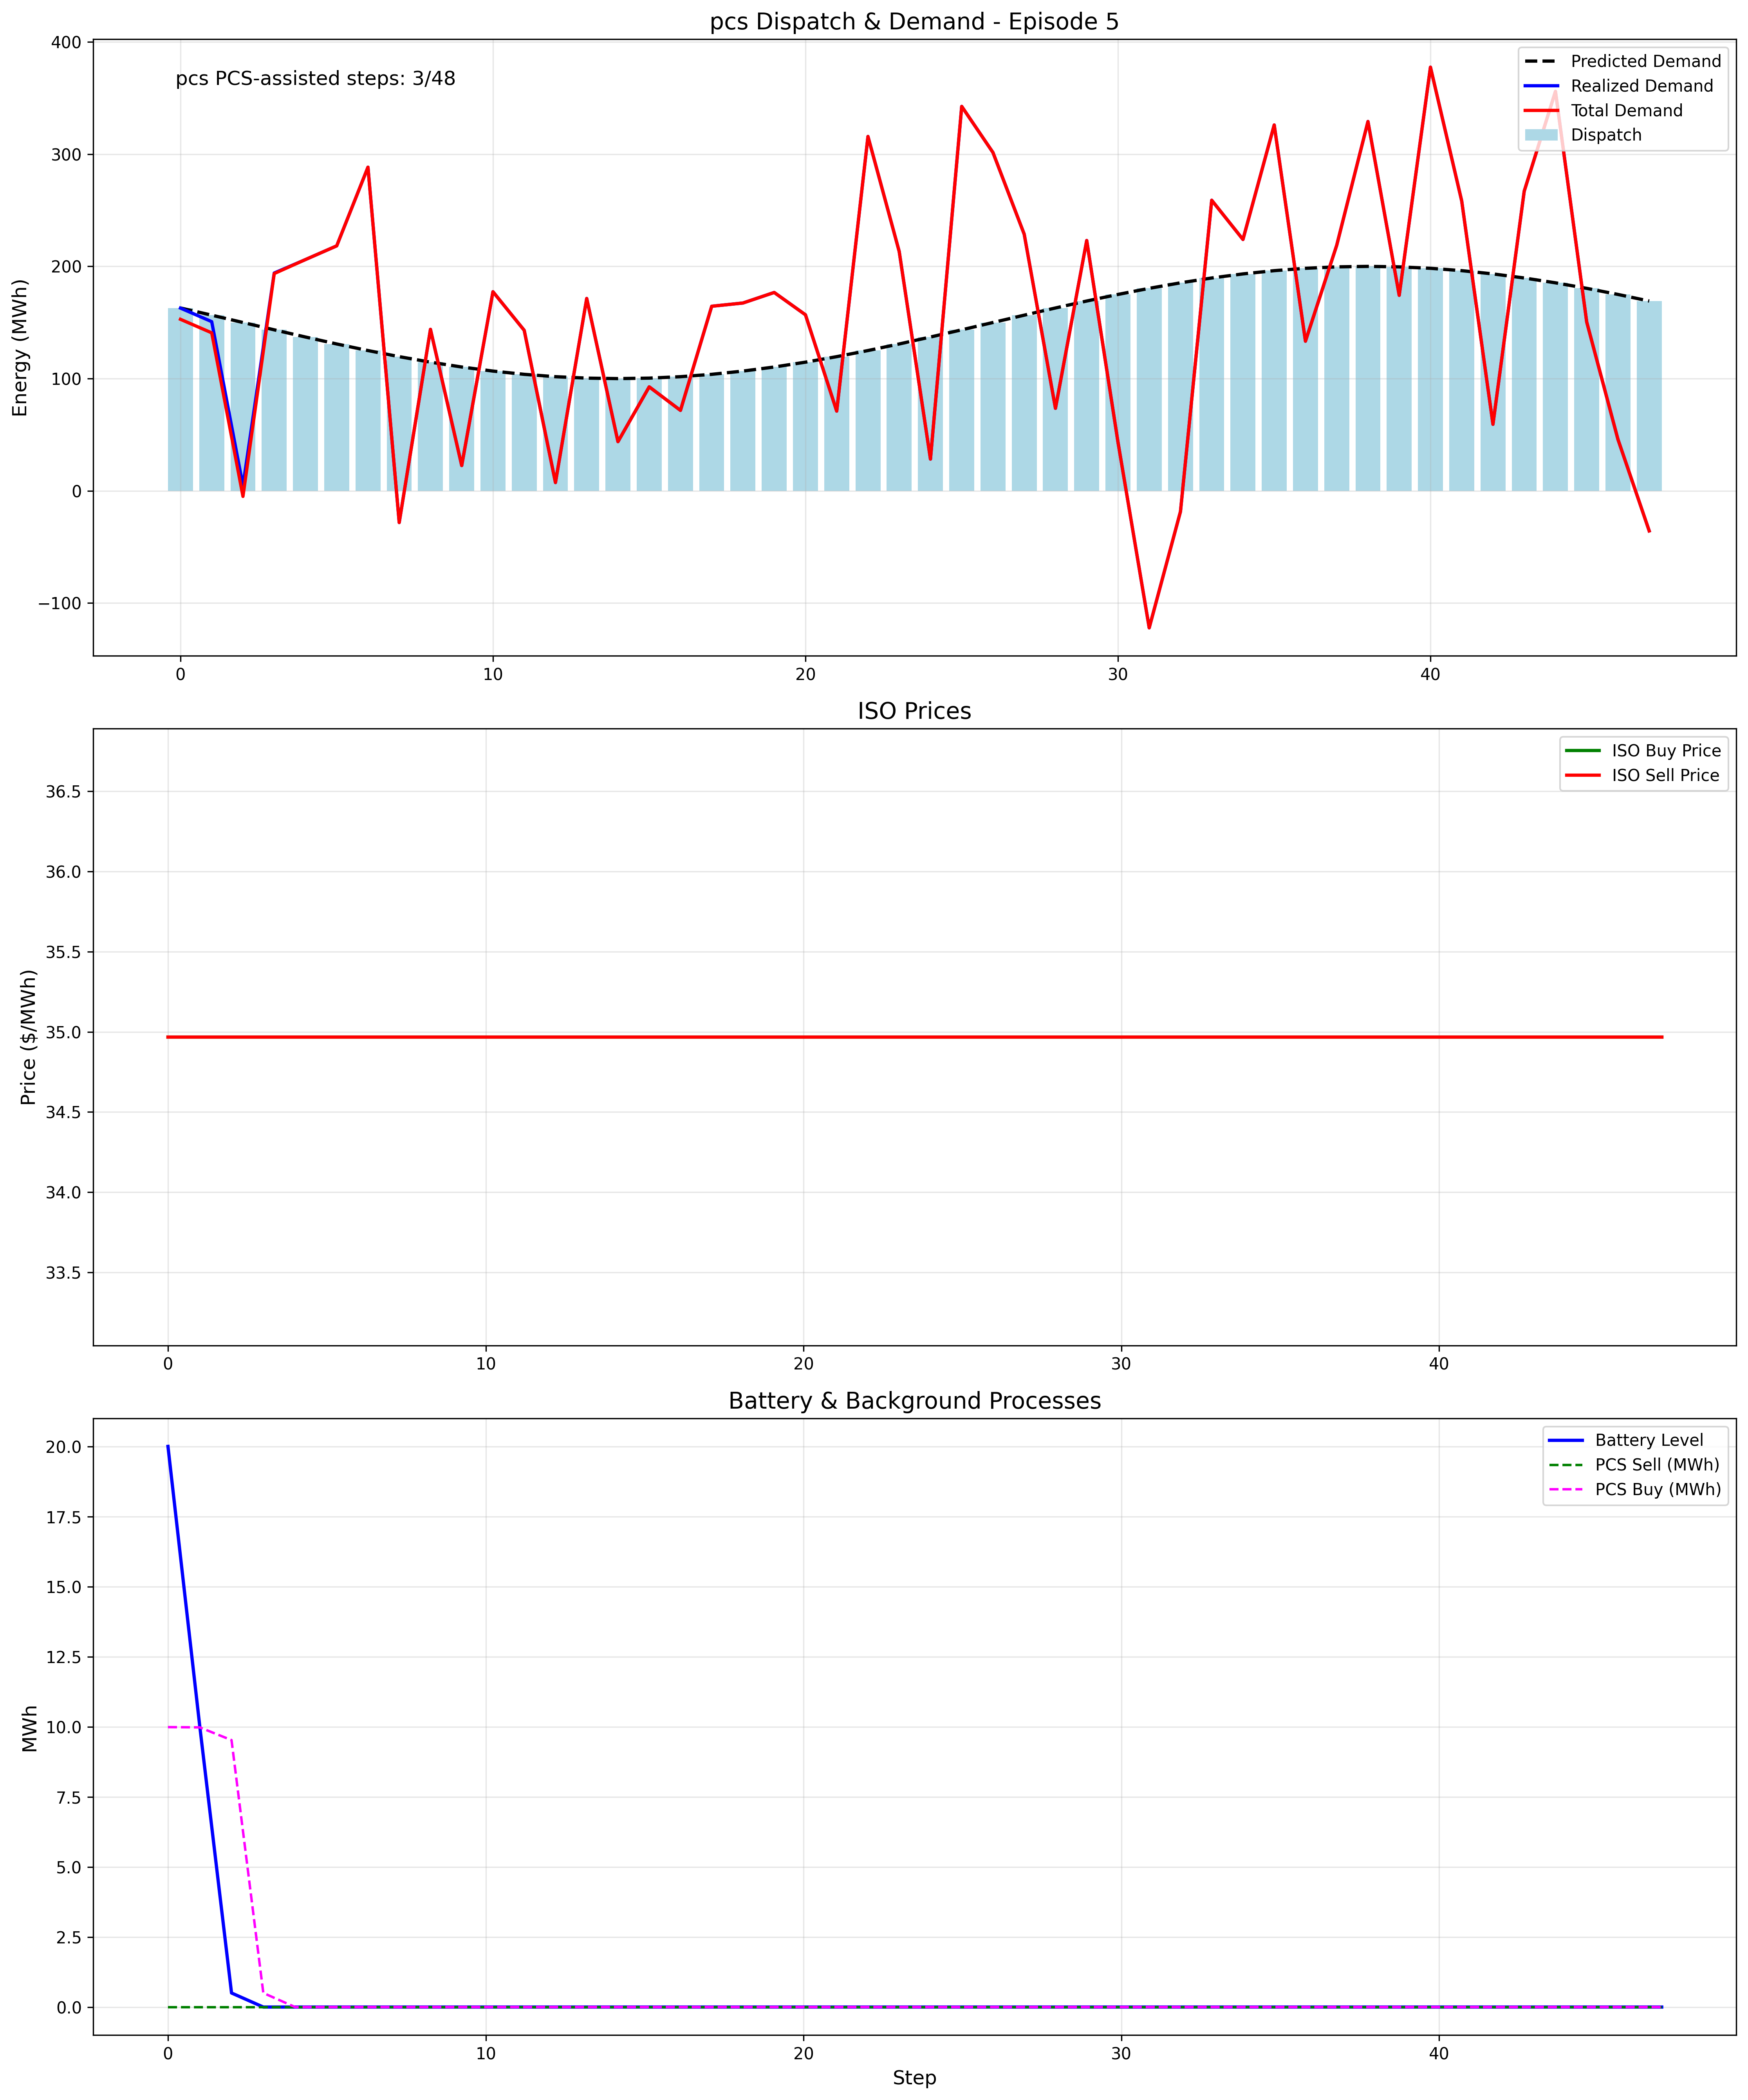 pcs Dispatch & Demand - Episode 5
pcs PCS-assisted steps: 3/48
Predicted Demand
Realized Demand
Total Demand
Dispatch
Energy (MWh)
400
300
200
100
0
−100
0 10 20 30 40
ISO Prices
ISO Buy Price
ISO Sell Price
Price ($/MWh)
36.5
36.0
35.5
35.0
34.5
34.0
33.5
0 10 20 30 40
Battery & Background Processes
Battery Level
PCS Sell (MWh)
PCS Buy (MWh)
MWh
20.0
17.5
15.0
12.5
10.0
7.5
5.0
2.5
0.0
0 10 20 30 40
Step